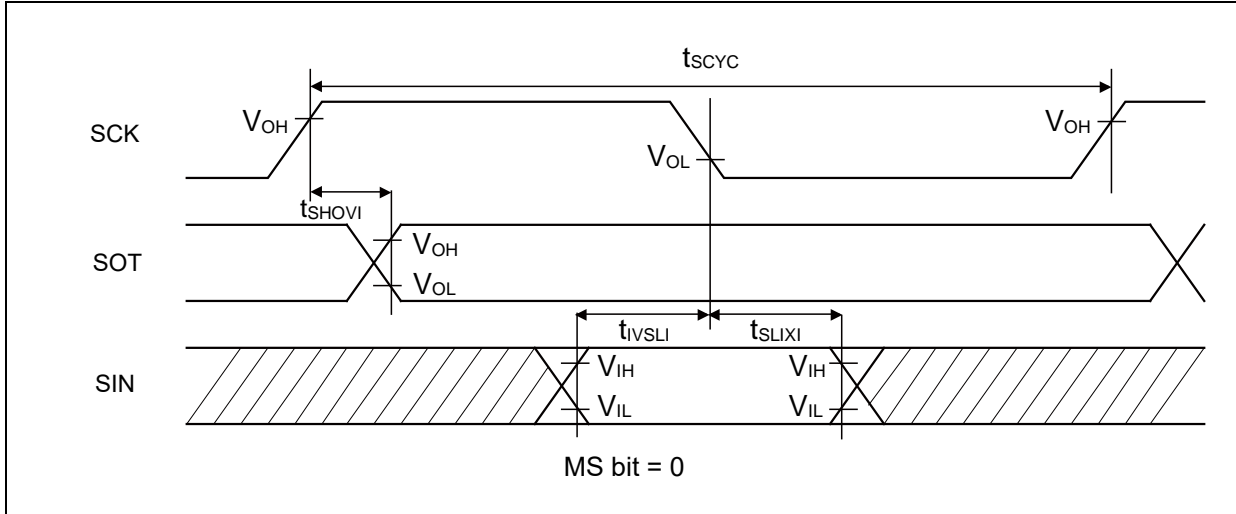 tSCYC
SCK
VOH
VOL
VOH
tSHOVI
SOT
VOH
VOL
tIVSLI
tSLIXI
SIN
VIH
VIL
VIH
VIL
MS bit = 0